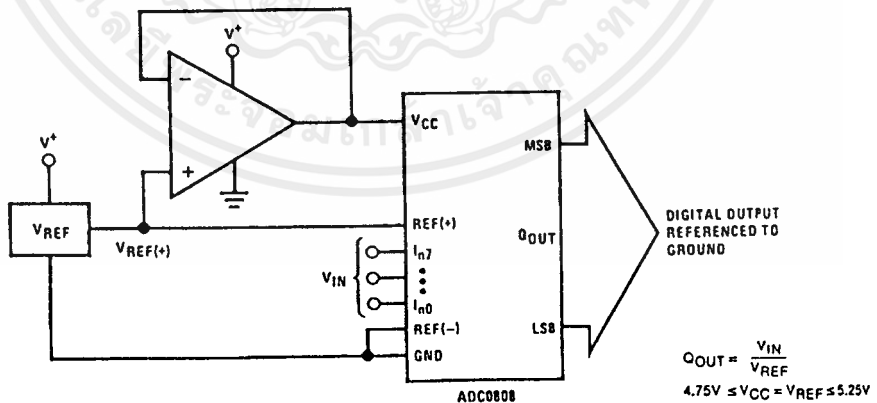 V+
−
+
V+
VREF
VREF(+)
VCC
REF(+)
VIN
In7
In0
REF(−)
GND
MSB
QOUT
LSB
ADC0808
DIGITAL OUTPUT
REFERENCED TO
GROUND
QOUT = VIN / VREF
4.75V ≤ VCC = VREF ≤ 5.25V